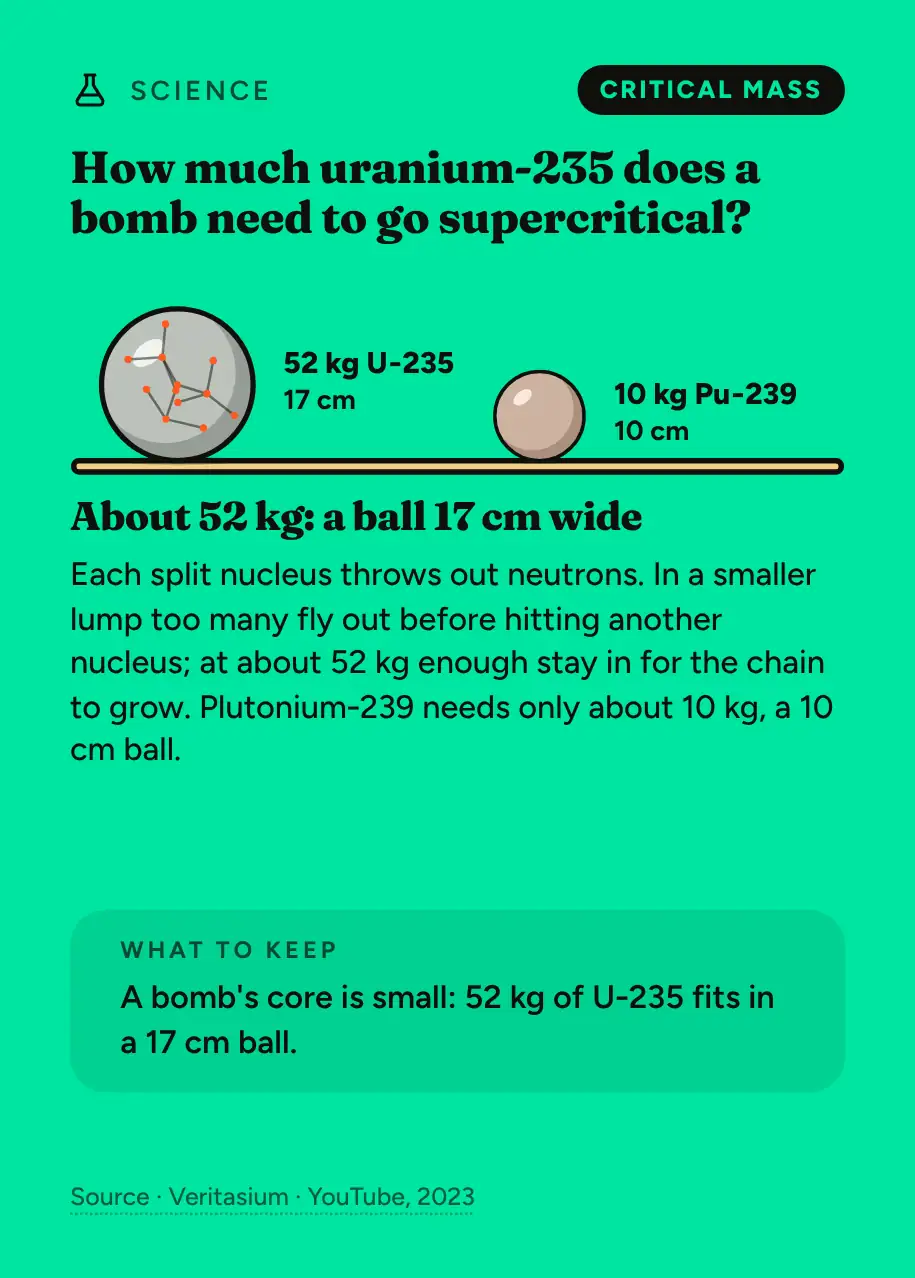 SCIENCE
CRITICAL MASS
How much uranium-235 does a
bomb need to go supercritical?
52 kg U-235
17 cm
10 kg Pu-239
10 cm
About 52 kg: a ball 17 cm wide
Each split nucleus throws out neutrons. In a smaller
lump too many fly out before hitting another
nucleus; at about 52 kg enough stay in for the chain
to grow. Plutonium-239 needs only about 10 kg, a 10
cm ball.
WHAT TO KEEP
A bomb's core is small: 52 kg of U-235 fits in
a 17 cm ball.
Source · Veritasium · YouTube, 2023